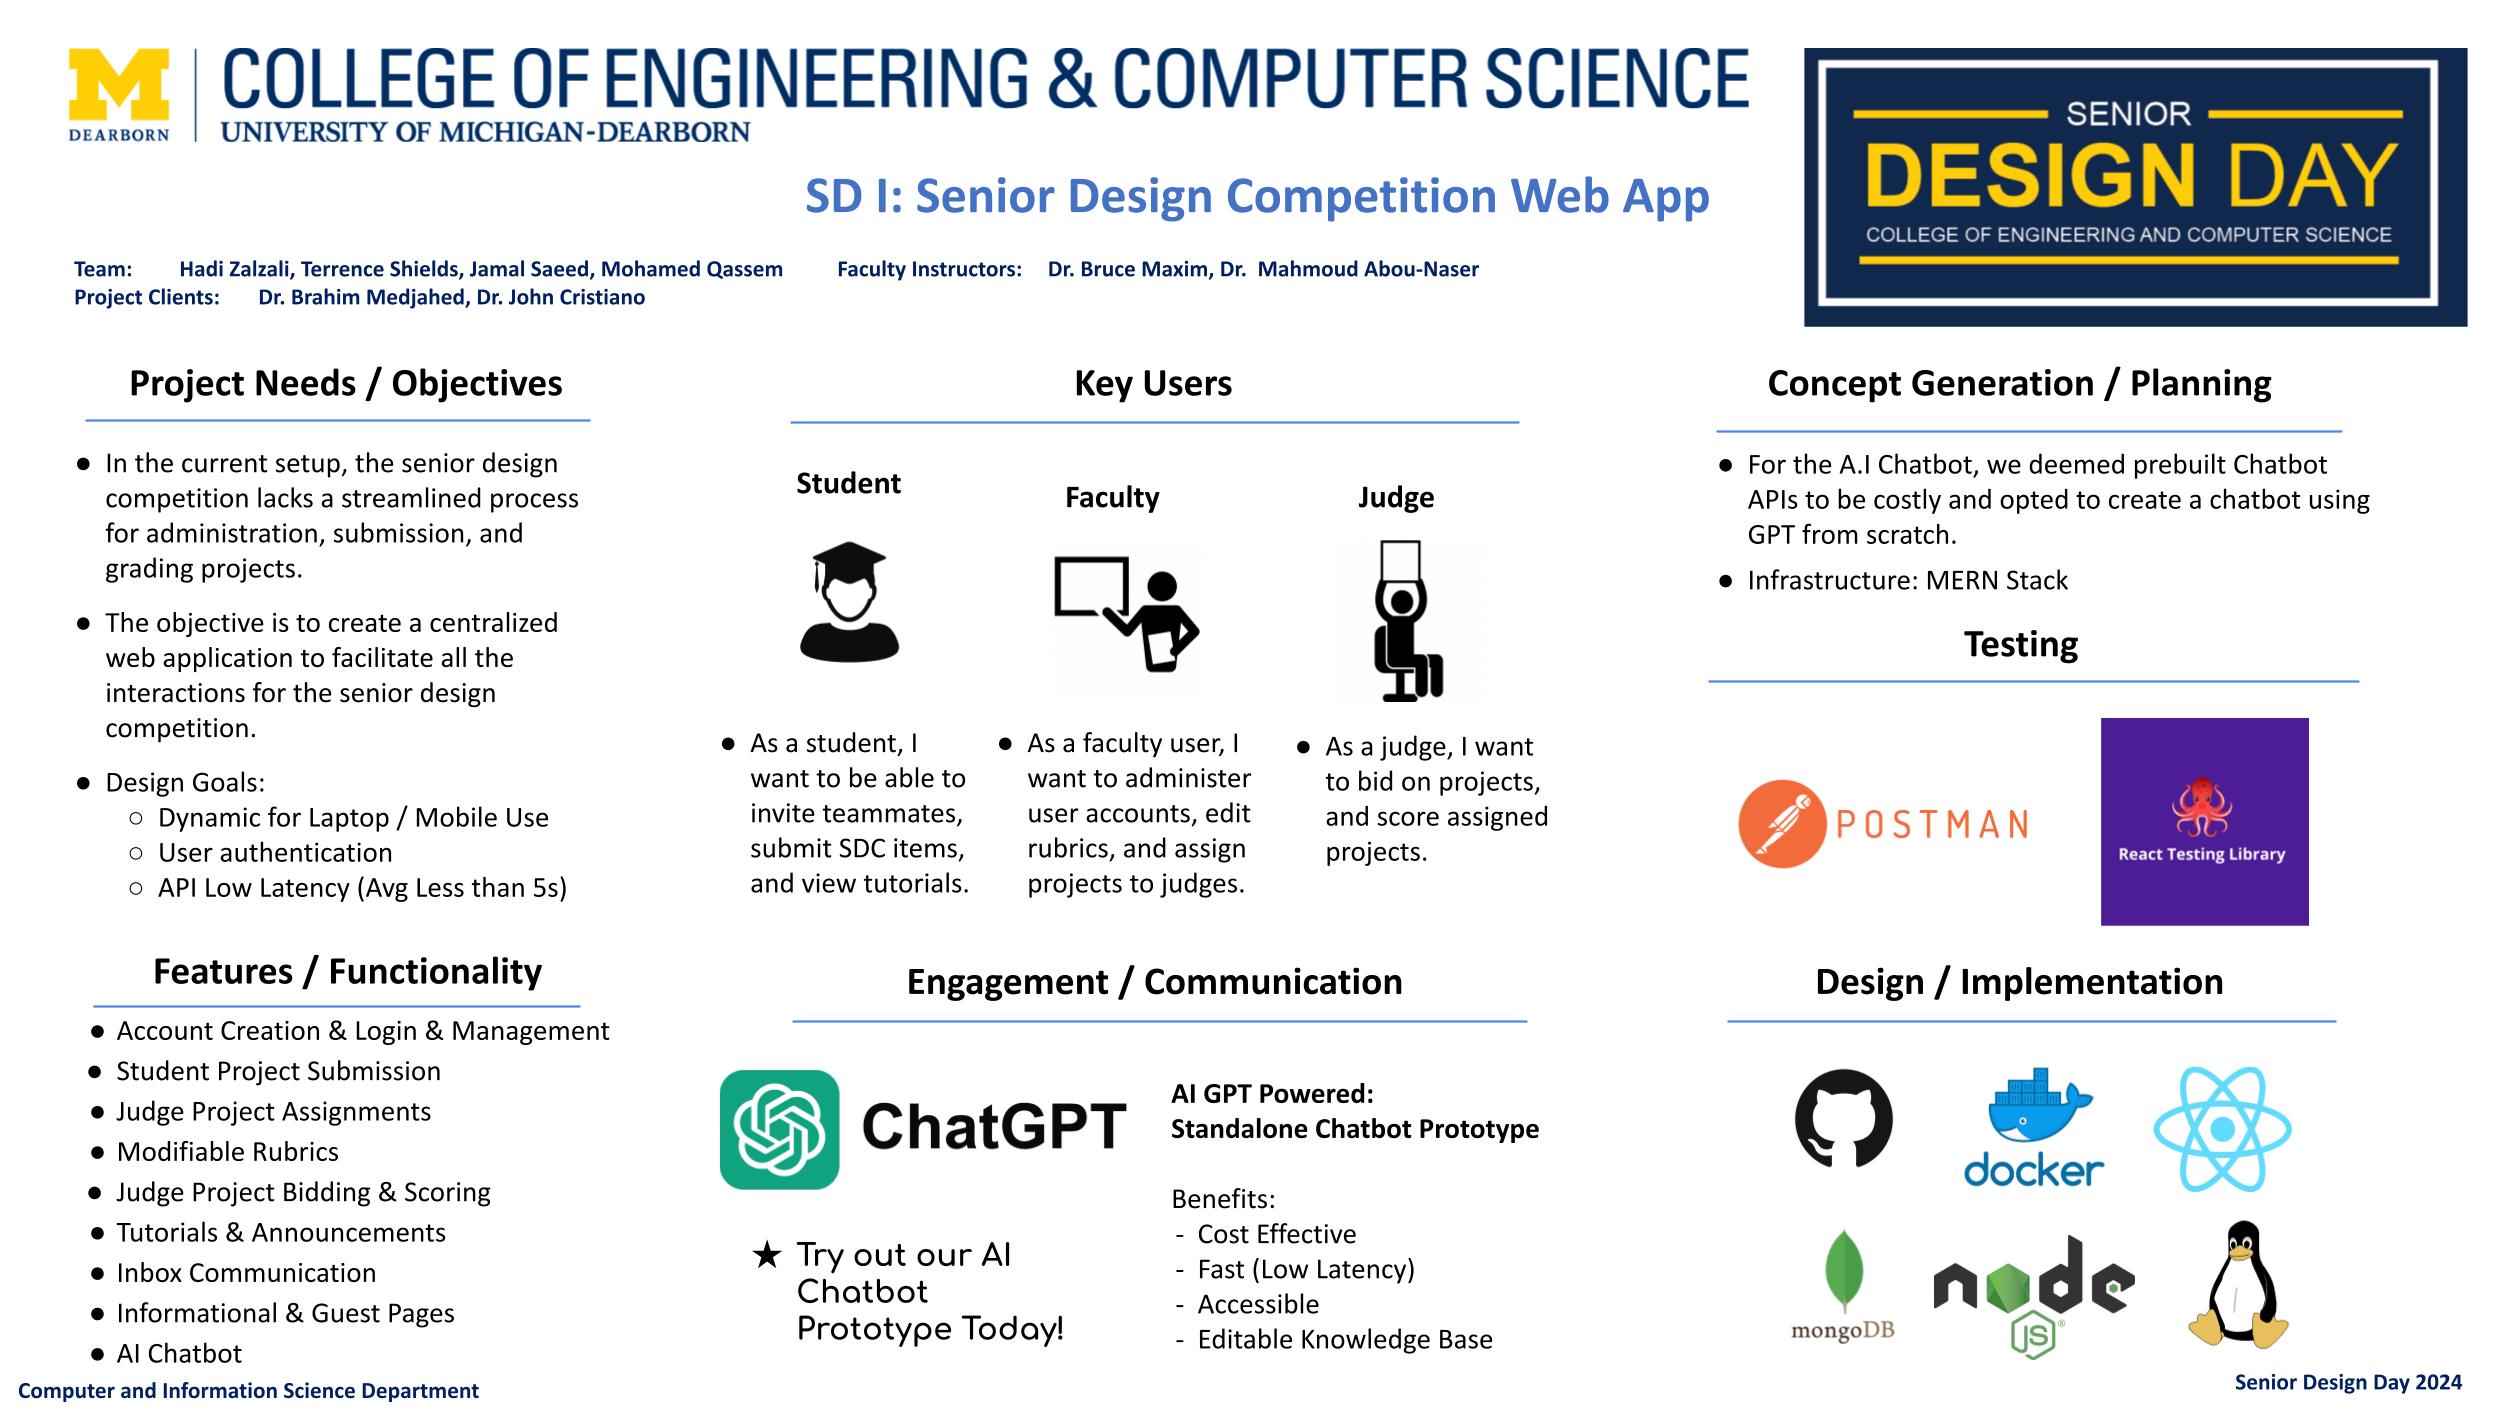 COLLEGE OF ENGINEERING & COMPUTER SCIENCE
DEARBORN
UNIVERSITY OF MICHIGAN-DEARBORN
SENIOR
DESIGN DAY
COLLEGE OF ENGINEERING AND COMPUTER SCIENCE
SD I: Senior Design Competition Web App
Team: Hadi Zalzali, Terrence Shields, Jamal Saeed, Mohamed Qassem Faculty Instructors: Dr. Bruce Maxim, Dr. Mahmoud Abou-Naser
Project Clients: Dr. Brahim Medjahed, Dr. John Cristiano
Project Needs / Objectives
● In the current setup, the senior design
competition lacks a streamlined process
for administration, submission, and
grading projects.
● The objective is to create a centralized
web application to facilitate all the
interactions for the senior design
competition.
● Design Goals:
○ Dynamic for Laptop / Mobile Use
○ User authentication
○ API Low Latency (Avg Less than 5s)
Features / Functionality
● Account Creation & Login & Management
● Student Project Submission
● Judge Project Assignments
● Modifiable Rubrics
● Judge Project Bidding & Scoring
● Tutorials & Announcements
● Inbox Communication
● Informational & Guest Pages
● AI Chatbot
Key Users
Student
● As a student, I
want to be able to
invite teammates,
submit SDC items,
and view tutorials.
Faculty
● As a faculty user, I
want to administer
user accounts, edit
rubrics, and assign
projects to judges.
Judge
● As a judge, I want
to bid on projects,
and score assigned
projects.
Engagement / Communication
ChatGPT
★ Try out our AI
Chatbot
Prototype Today!
AI GPT Powered:
Standalone Chatbot Prototype
Benefits:
- Cost Effective
- Fast (Low Latency)
- Accessible
- Editable Knowledge Base
Concept Generation / Planning
● For the A.I Chatbot, we deemed prebuilt Chatbot
APIs to be costly and opted to create a chatbot using
GPT from scratch.
● Infrastructure: MERN Stack
Testing
POSTMAN
React Testing Library
Design / Implementation
docker
mongoDB
node
JS®
Computer and Information Science Department
Senior Design Day 2024